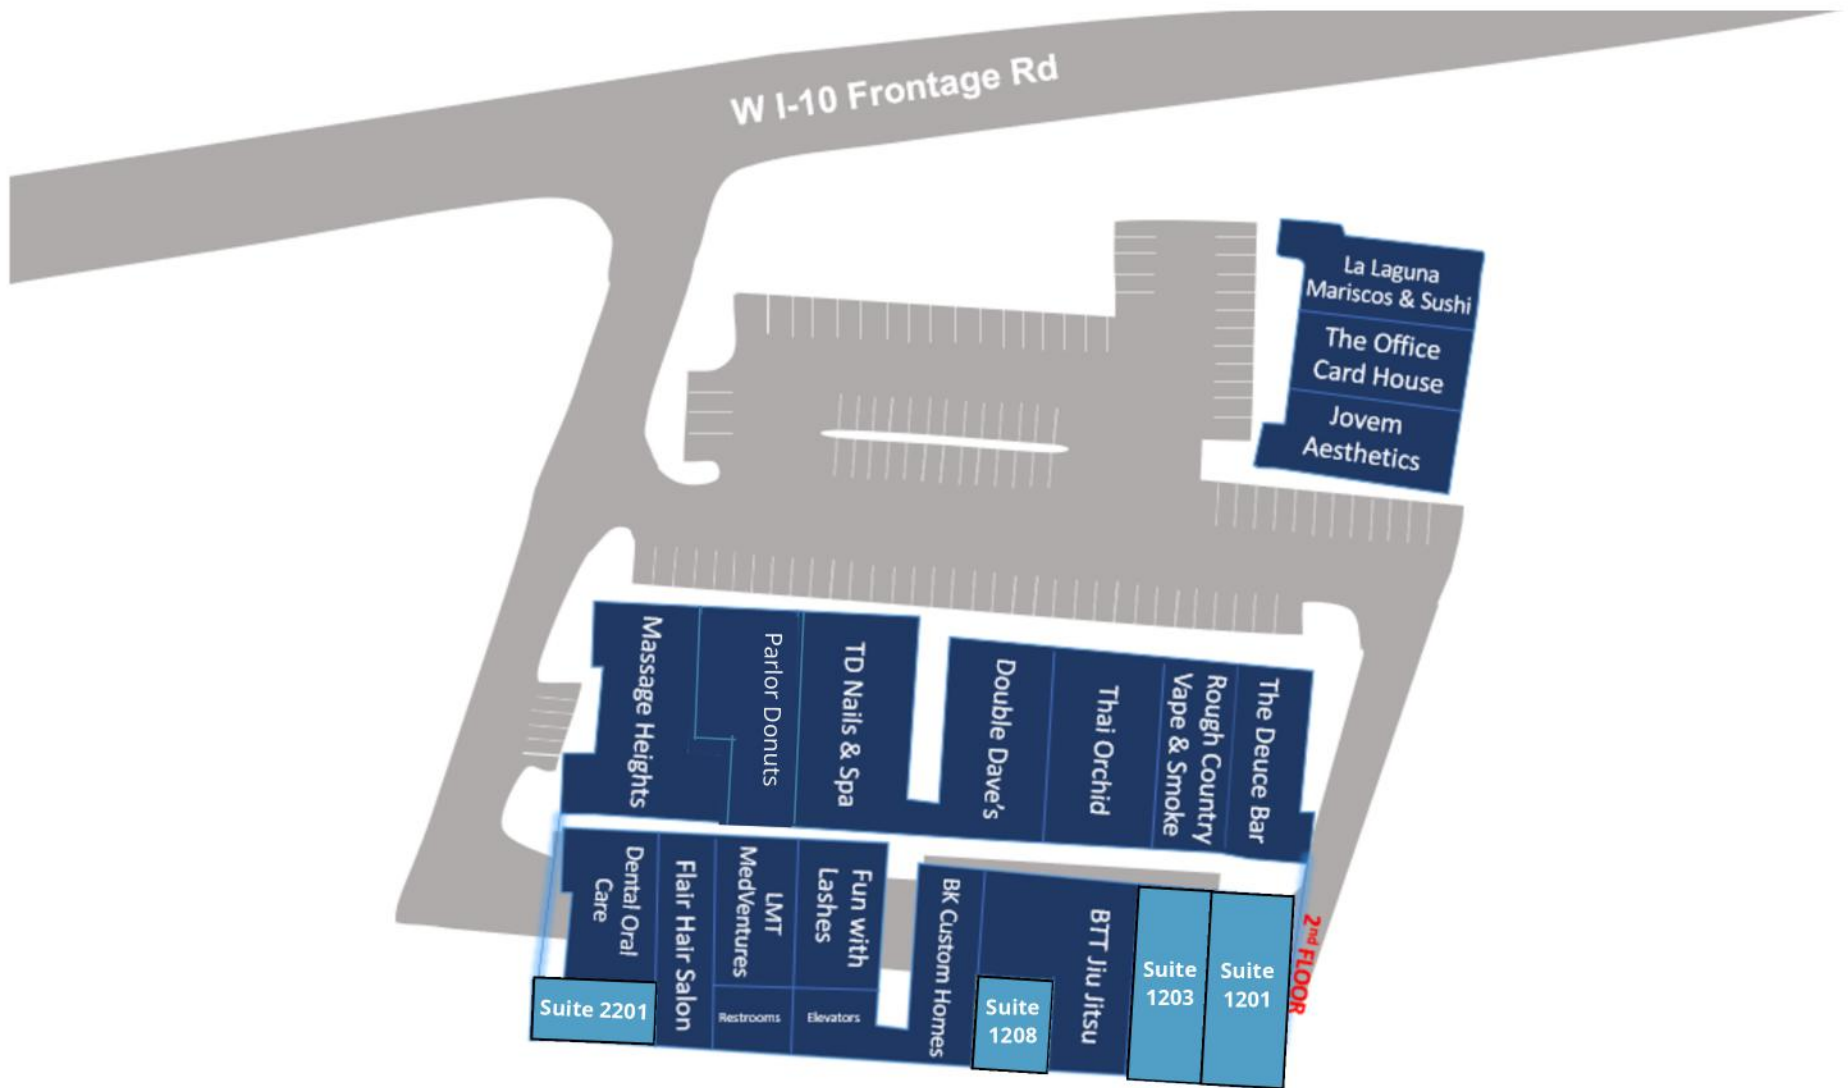 W I-10 Frontage Rd
La Laguna
Mariscos & Sushi
The Office
Card House
Jovem
Aesthetics
Massage Heights
Parlor Donuts
TD Nails & Spa
Double Dave's
Thai Orchid
Rough Country
Vape & Smoke
The Deuce Bar
Dental Oral
Care
Flair Hair Salon
LMT
MedVentures
Fun with
Lashes
BK Custom Homes
BTT Jiu Jitsu
Suite
1203
Suite
1201
2nd FLOOR
Suite 2201
Restrooms
Elevators
Suite
1208